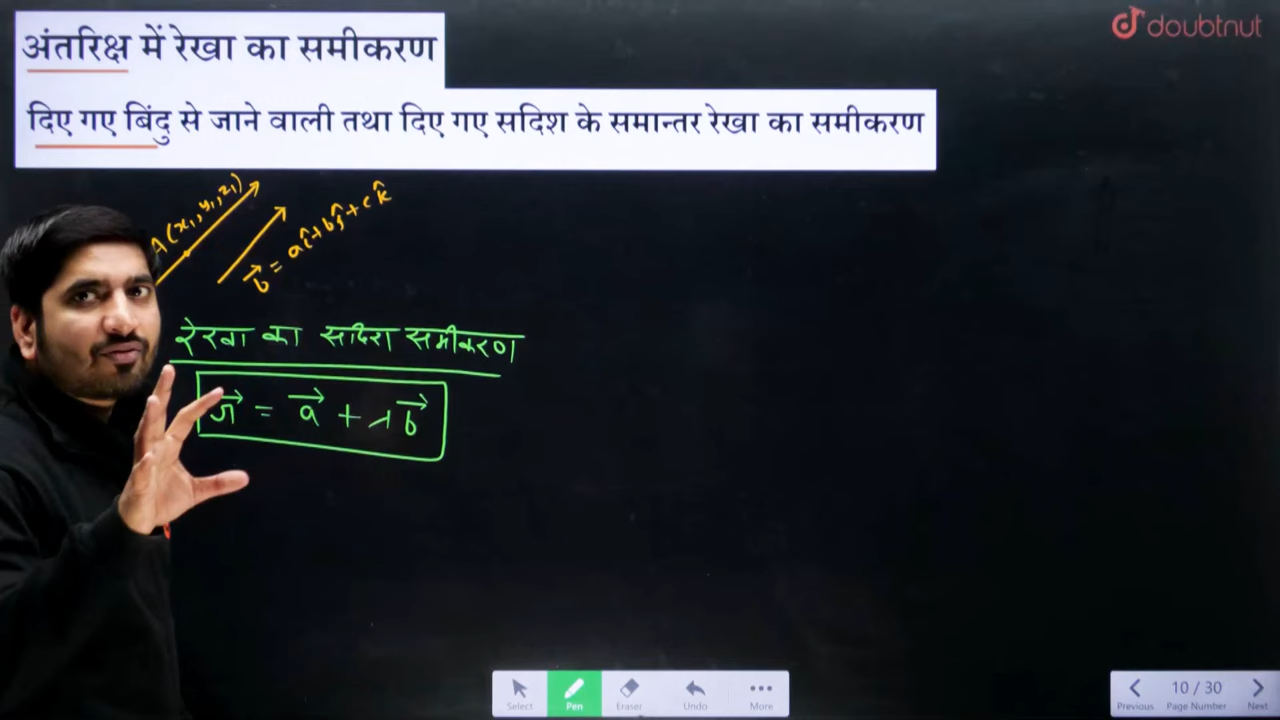 अंतरिक्ष में रेखा का समीकरण
doubtnut
दिए गए बिंदु से जाने वाली तथा दिए गए सदिश के समान्तर रेखा का समीकरण
A(x₁, y₁, z₁)
b⃗ = aî + bĵ + ck̂
रेखा का सदिश समीकरण
r⃗ = a⃗ + λb⃗
Select Pen Eraser Undo More
10 / 30
Previous Page Number Next